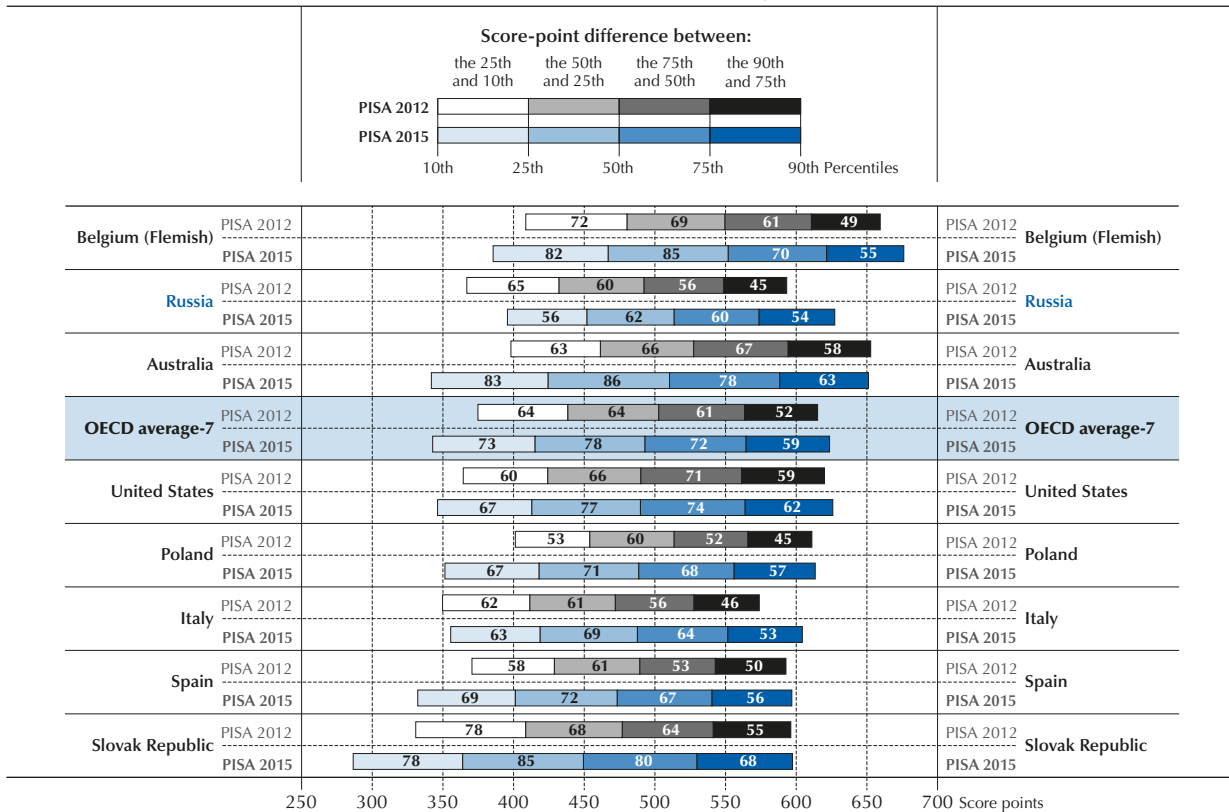 Score-point difference between:
the 25th the 50th the 75th the 90th
and 10th and 25th and 50th and 75th
PISA 2012
PISA 2015
10th 25th 50th 75th 90th Percentiles
PISA 2012 72 69 61 49 PISA 2012
Belgium (Flemish) Belgium (Flemish)
PISA 2015 82 85 70 55 PISA 2015
PISA 2012 65 60 56 45 PISA 2012
Russia Russia
PISA 2015 56 62 60 54 PISA 2015
PISA 2012 63 66 67 58 PISA 2012
Australia Australia
PISA 2015 83 86 78 63 PISA 2015
PISA 2012 64 64 61 52 PISA 2012
OECD average-7 OECD average-7
PISA 2015 73 78 72 59 PISA 2015
PISA 2012 60 66 71 59 PISA 2012
United States United States
PISA 2015 67 77 74 62 PISA 2015
PISA 2012 53 60 52 45 PISA 2012
Poland Poland
PISA 2015 67 71 68 57 PISA 2015
PISA 2012 62 61 56 46 PISA 2012
Italy Italy
PISA 2015 63 69 64 53 PISA 2015
PISA 2012 58 61 53 50 PISA 2012
Spain Spain
PISA 2015 69 72 67 56 PISA 2015
PISA 2012 78 68 64 55 PISA 2012
Slovak Republic Slovak Republic
PISA 2015 78 85 80 68 PISA 2015
250 300 350 400 450 500 550 600 650 700 Score points